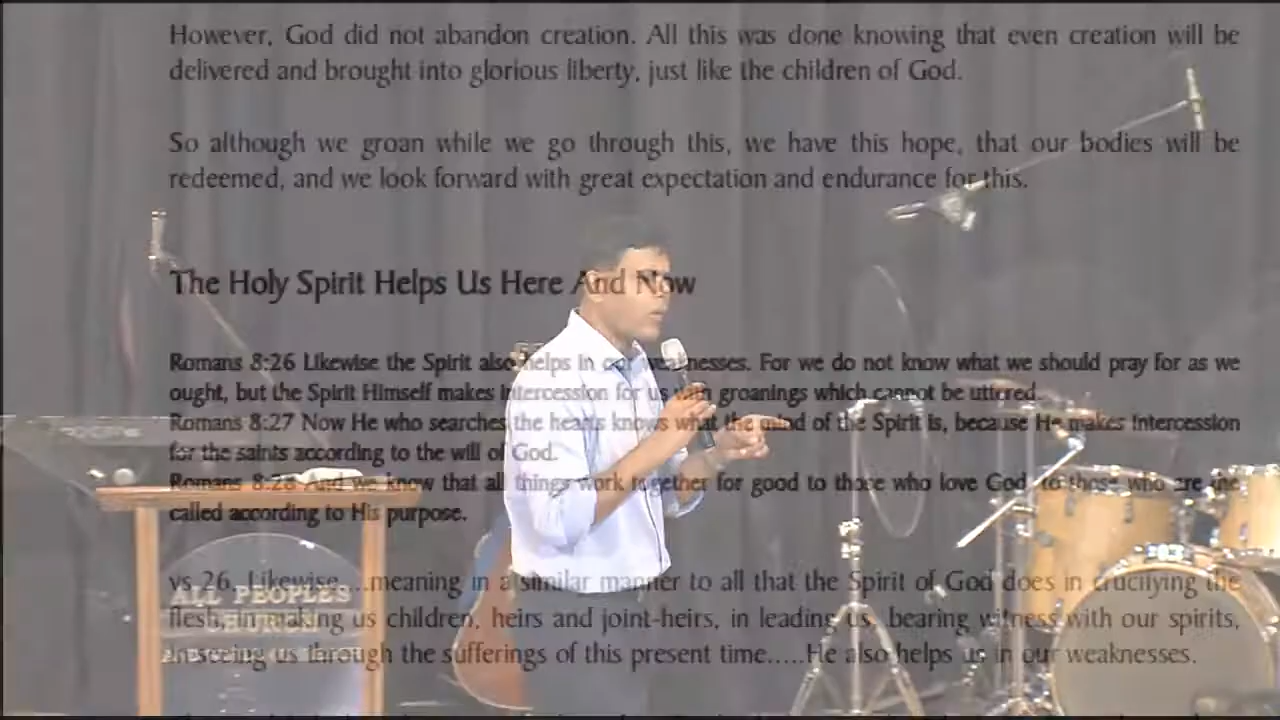 However, God did not abandon creation. All this was done knowing that even creation will be
delivered and brought into glorious liberty, just like the children of God.
So although we groan while we go through this, we have this hope, that our bodies will be
redeemed, and we look forward with great expectation and endurance for this.
The Holy Spirit Helps Us Here And Now
Romans 8:26 Likewise the Spirit also helps in our weaknesses. For we do not know what we should pray for as we
ought, but the Spirit Himself makes intercession for us with groanings which cannot be uttered.
Romans 8:27 Now He who searches the hearts knows what the mind of the Spirit is, because He makes intercession
for the saints according to the will of God.
Romans 8:28 And we know that all things work together for good to those who love God, to those who are the
called according to His purpose.
vs 26 Likewise....meaning in a similar manner to all that the Spirit of God does in crucifying the
flesh, in making us children, heirs and joint-heirs, in leading us, bearing witness with our spirits,
in seeing us through the sufferings of this present time.....He also helps us in our weaknesses.
ALL PEOPLES
CHURCH